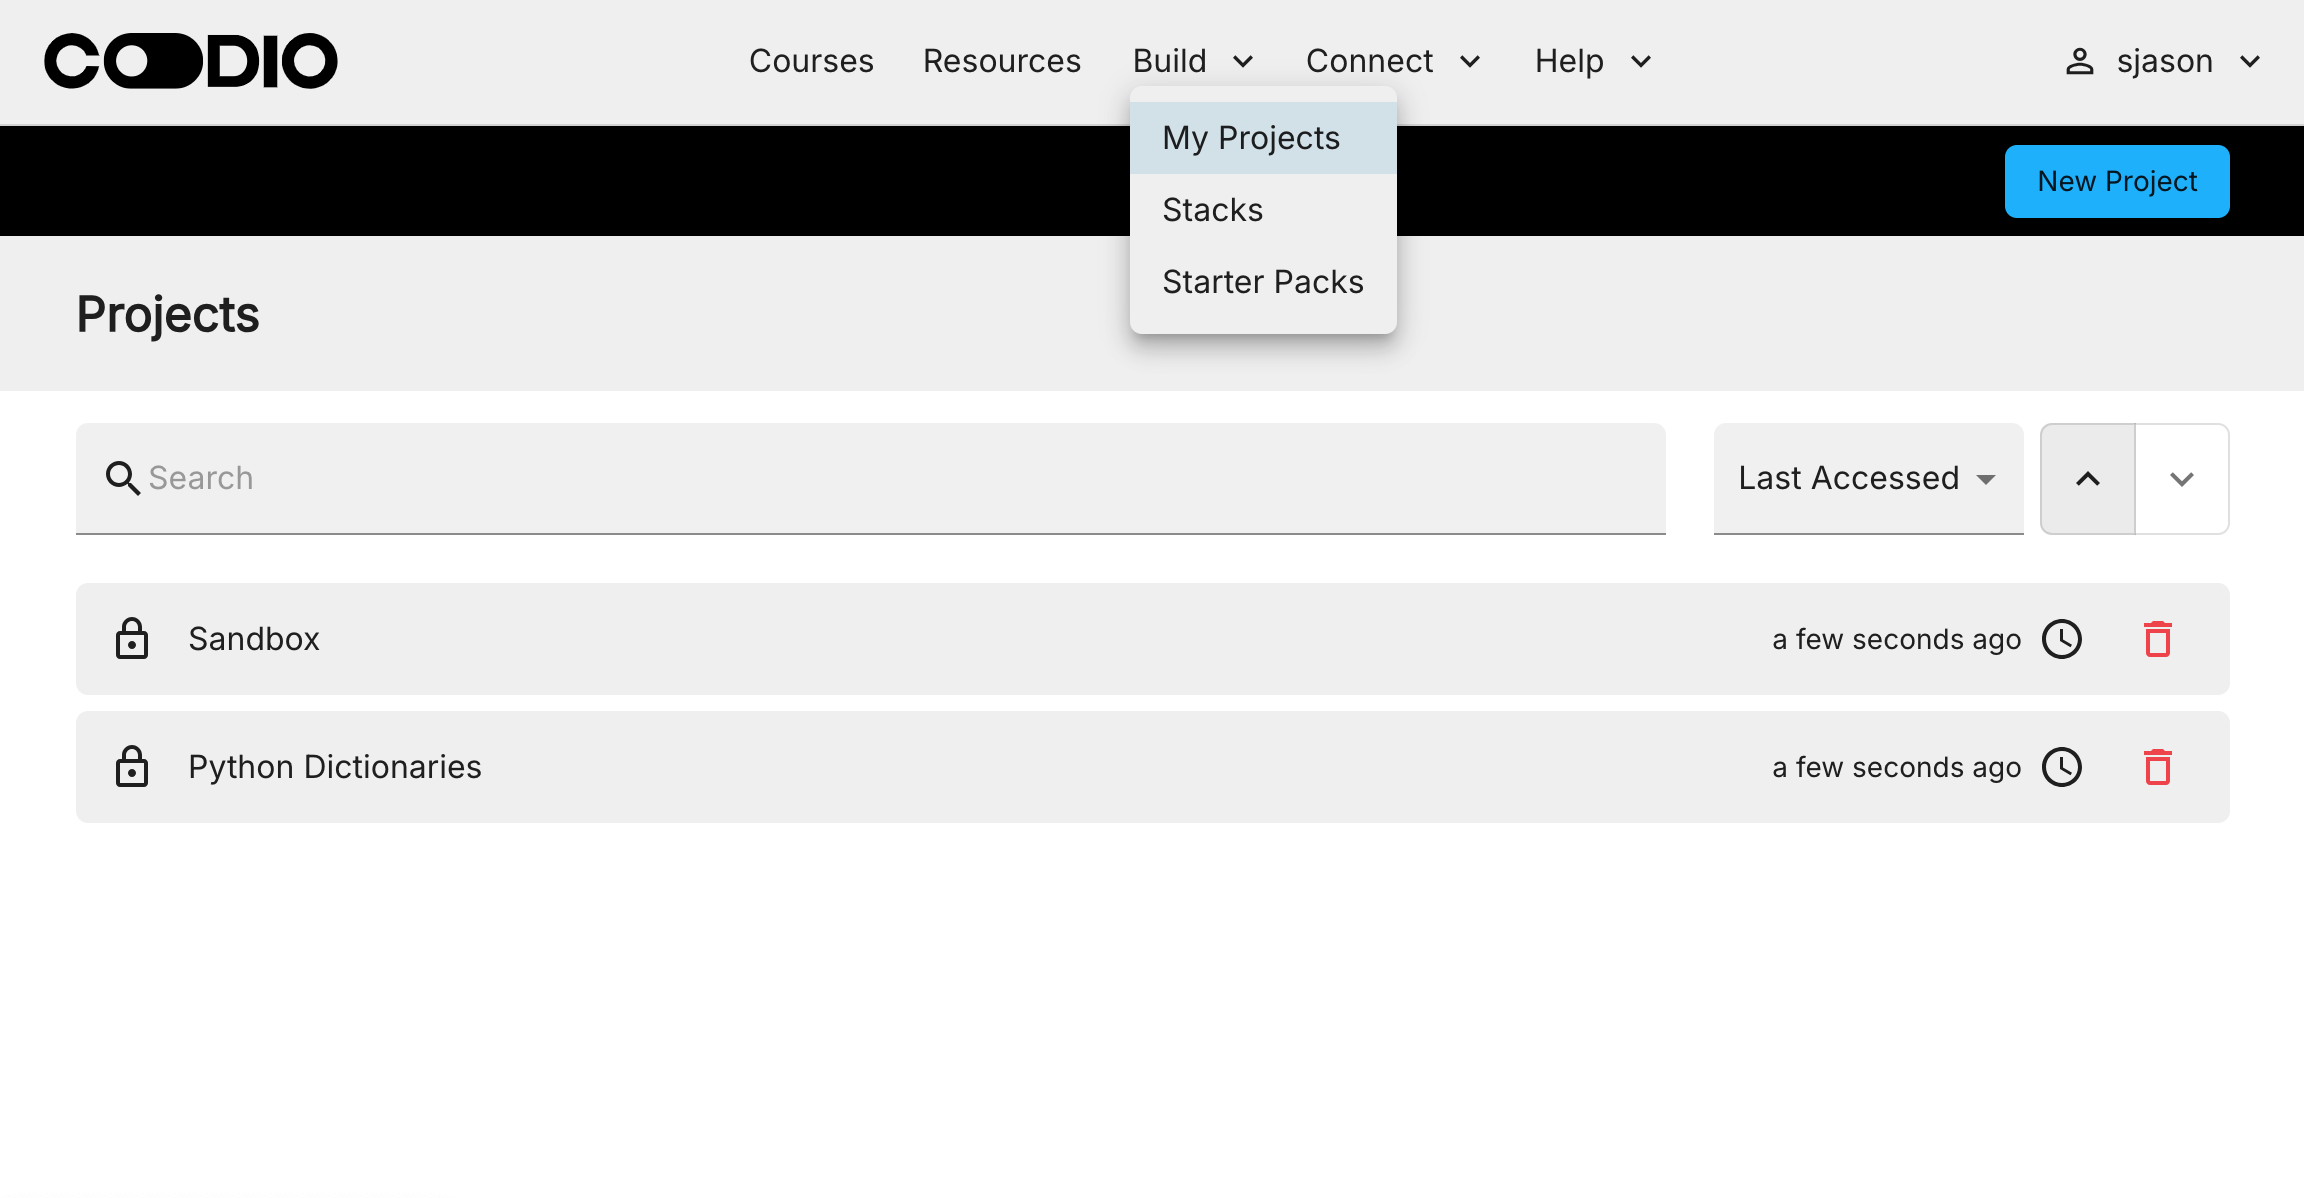 CODIO
Courses Resources Build Connect Help sjason
My Projects
Stacks
Starter Packs
New Project
Projects
Search
Last Accessed
Sandbox a few seconds ago
Python Dictionaries a few seconds ago